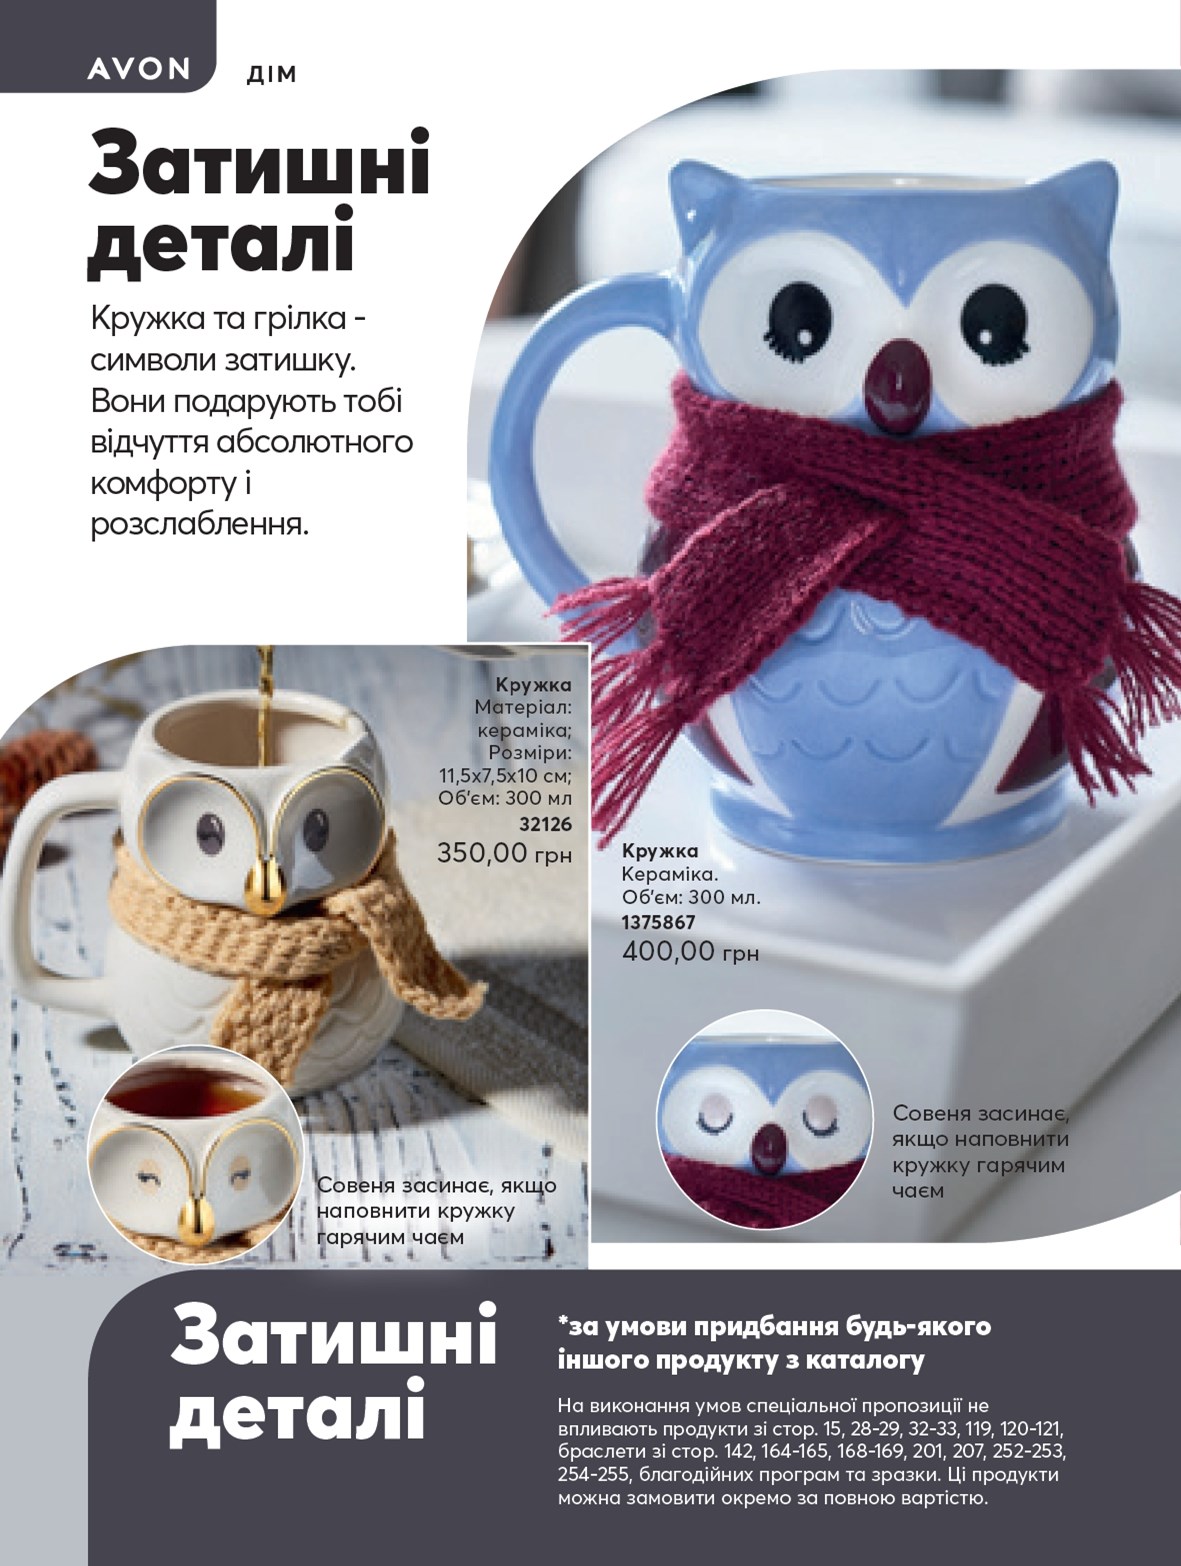 AVON
ДІМ
Затишні
деталі
Кружка та грілка -
символи затишку.
Вони подарують тобі
відчуття абсолютного
комфорту і
розслаблення.
Кружка
Матеріал:
кераміка;
Розміри:
11,5х7,5х10 см;
Об'єм: 300 мл
32126
350,00 грн
Кружка
Кераміка.
Об'єм: 300 мл.
1375867
400,00 грн
Совеня засинає,
якщо наповнити
кружку гарячим
чаєм
Совеня засинає, якщо
наповнити кружку
гарячим чаєм
Затишні
деталі
*за умови придбання будь-якого
іншого продукту з каталогу
На виконання умов спеціальної пропозиції не
впливають продукти зі стор. 15, 28-29, 32-33, 119, 120-121,
браслети зі стор. 142, 164-165, 168-169, 201, 207, 252-253,
254-255, благодійних програм та зразки. Ці продукти
можна замовити окремо за повною вартістю.